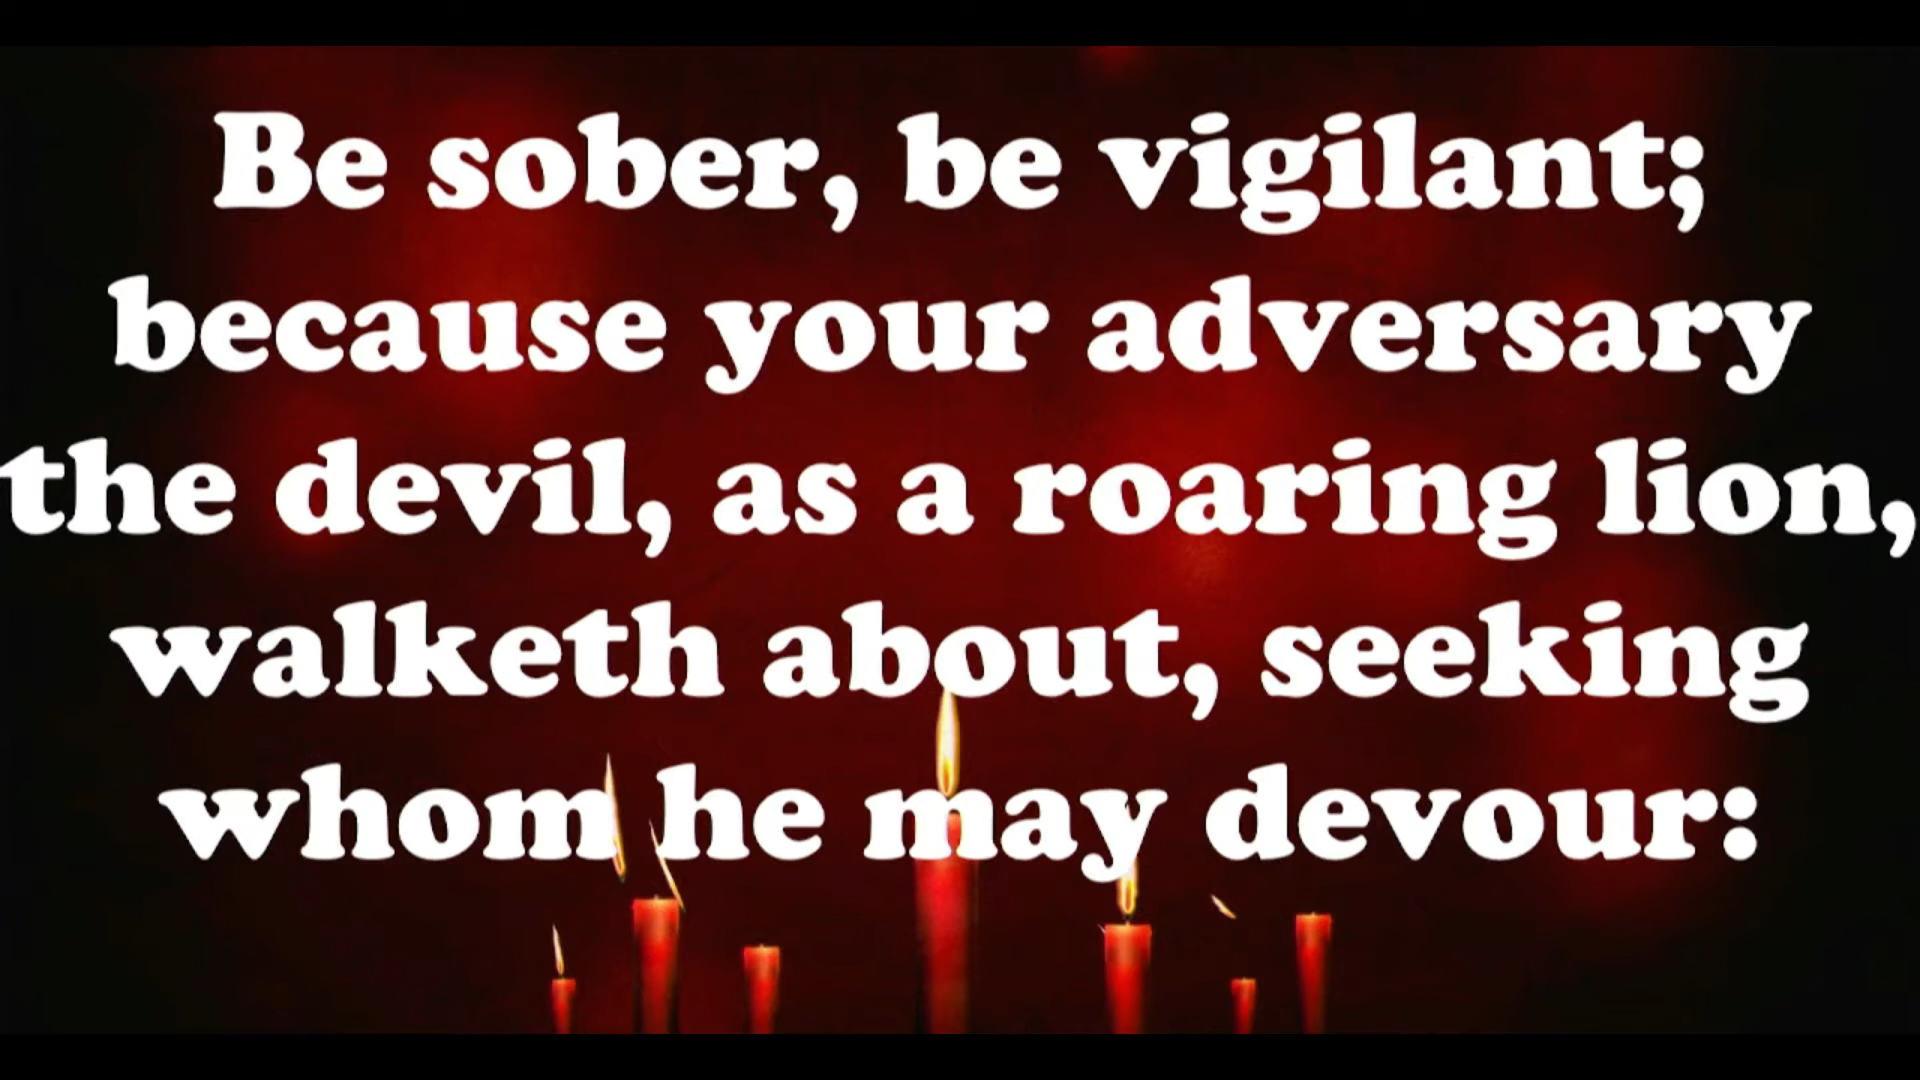 Be sober, be vigilant;
because your adversary
the devil, as a roaring lion,
walketh about, seeking
whom he may devour: